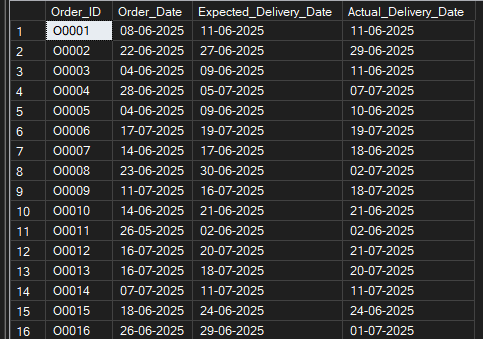 Order_ID Order_Date Expected_Delivery_Date Actual_Delivery_Date
1 O0001 08-06-2025 11-06-2025 11-06-2025
2 O0002 22-06-2025 27-06-2025 29-06-2025
3 O0003 04-06-2025 09-06-2025 11-06-2025
4 O0004 28-06-2025 05-07-2025 07-07-2025
5 O0005 04-06-2025 09-06-2025 10-06-2025
6 O0006 17-07-2025 19-07-2025 19-07-2025
7 O0007 14-06-2025 17-06-2025 18-06-2025
8 O0008 23-06-2025 30-06-2025 02-07-2025
9 O0009 11-07-2025 16-07-2025 18-07-2025
10 O0010 14-06-2025 21-06-2025 21-06-2025
11 O0011 26-05-2025 02-06-2025 02-06-2025
12 O0012 16-07-2025 20-07-2025 21-07-2025
13 O0013 16-07-2025 18-07-2025 20-07-2025
14 O0014 07-07-2025 11-07-2025 11-07-2025
15 O0015 18-06-2025 24-06-2025 24-06-2025
16 O0016 26-06-2025 29-06-2025 01-07-2025